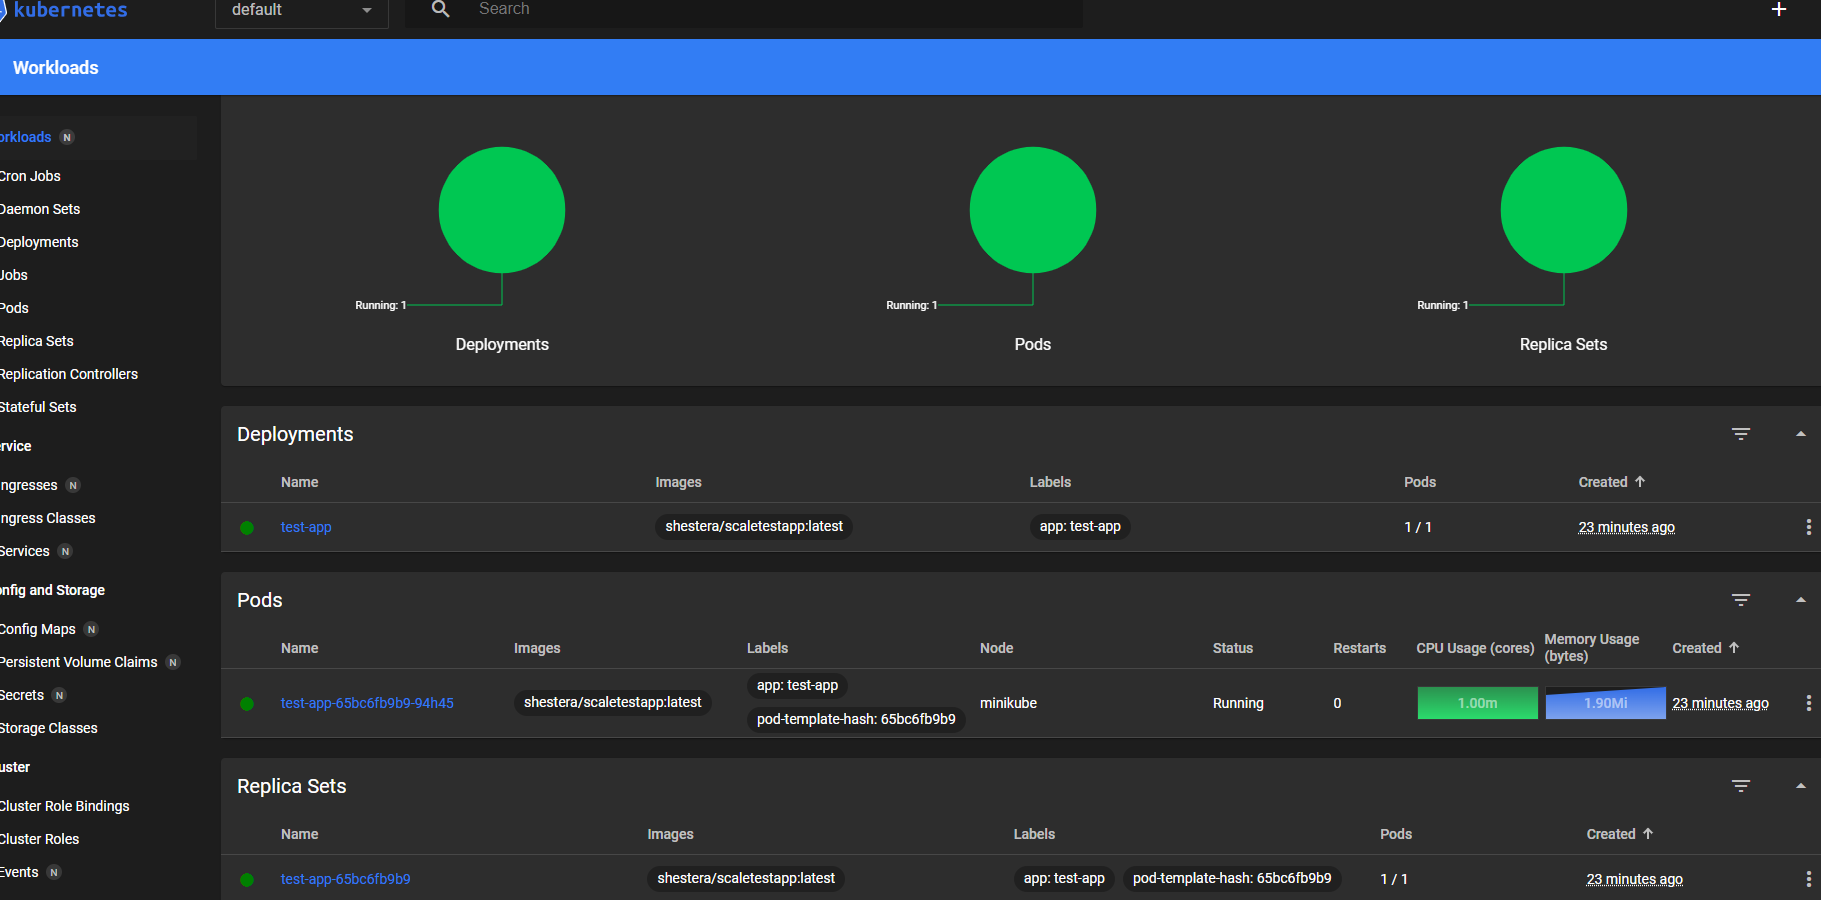 kubernetes
default
Search
Workloads
orkloads N
Cron Jobs
Daemon Sets
Deployments
Jobs
Pods
Replica Sets
Replication Controllers
Stateful Sets
rvice
ngresses N
ngress Classes
Services N
nfig and Storage
Config Maps N
Persistent Volume Claims N
Secrets N
Storage Classes
uster
Cluster Role Bindings
Cluster Roles
Events N
Running: 1
Deployments
Running: 1
Pods
Running: 1
Replica Sets
Deployments
Name Images Labels Pods Created
test-app shestera/scaletestapp:latest app: test-app 1 / 1 23 minutes ago
Pods
Name Images Labels Node Status Restarts CPU Usage (cores) Memory Usage (bytes) Created
test-app-65bc6fb9b9-94h45 shestera/scaletestapp:latest app: test-app pod-template-hash: 65bc6fb9b9 minikube Running 0 1.00m 1.90Mi 23 minutes ago
Replica Sets
Name Images Labels Pods Created
test-app-65bc6fb9b9 shestera/scaletestapp:latest app: test-app pod-template-hash: 65bc6fb9b9 1 / 1 23 minutes ago